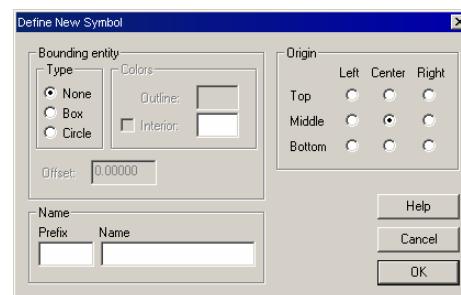 Define New Symbol
Bounding entity
Type
None
Box
Circle
Colors
Outline:
Interior:
Offset: 0.00000
Name
Prefix Name
Origin
Left Center Right
Top
Middle
Bottom
Help
Cancel
OK